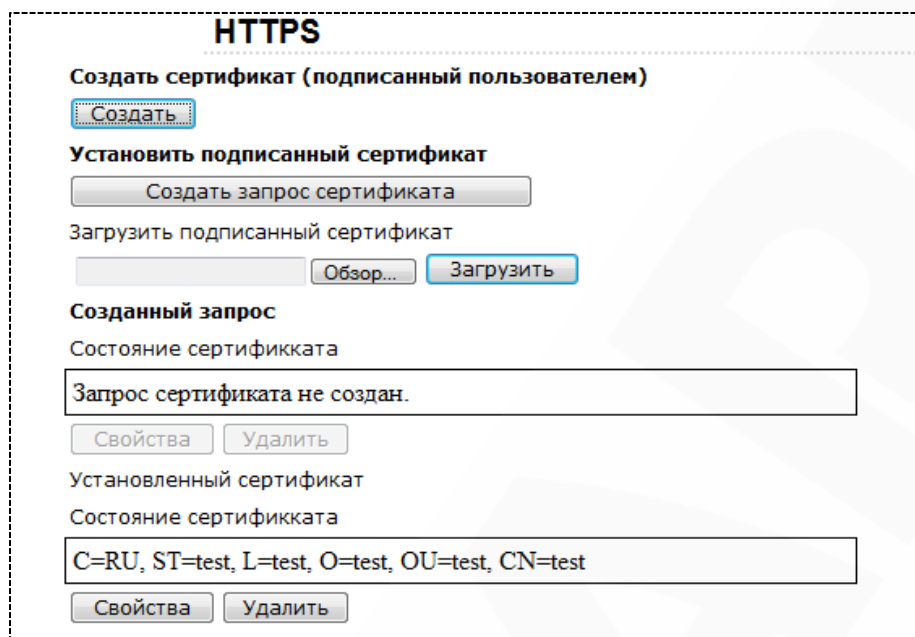 HTTPS
Создать сертификат (подписанный пользователем)
Создать
Установить подписанный сертификат
Создать запрос сертификата
Загрузить подписанный сертификат
Обзор... Загрузить
Созданный запрос
Состояние сертификката
Запрос сертификата не создан.
Свойства Удалить
Установленный сертификат
Состояние сертификката
C=RU, ST=test, L=test, O=test, OU=test, CN=test
Свойства Удалить